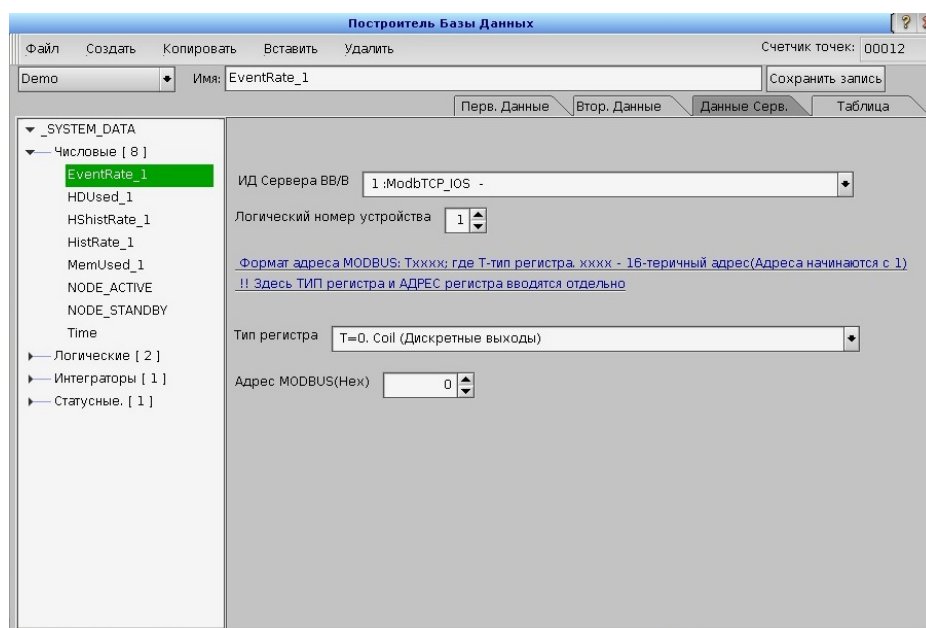 Построитель Базы Данных
Файл Создать Копировать Вставить Удалить Счетчик точек: 00012
Demo Имя: EventRate_1 Сохранить запись
Перв. Данные Втор. Данные Данные Серв. Таблица
_SYSTEM_DATA
Числовые [ 8 ]
EventRate_1
HDUsed_1
HShistRate_1
HistRate_1
MemUsed_1
NODE_ACTIVE
NODE_STANDBY
Time
Логические [ 2 ]
Интеграторы [ 1 ]
Статусные. [ 1 ]
ИД Сервера ВВ/В 1 :ModbTCP_IOS -
Логический номер устройства 1
Формат адреса MODBUS: Тxxxx; где Т-тип регистра. xxxx - 16-теричный адрес(Адреса начинаются с 1)
!! Здесь ТИП регистра и АДРЕС регистра вводятся отдельно
Тип регистра T=0. Coil (Дискретные выходы)
Адрес MODBUS(Hex) 0